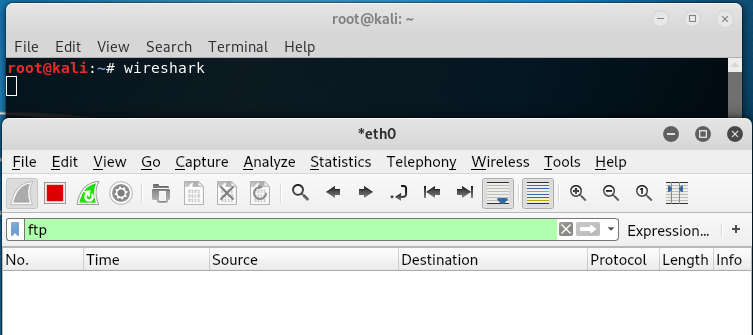 root@kali: ~
File Edit View Search Terminal Help
root@kali:~# wireshark
*eth0
File Edit View Go Capture Analyze Statistics Telephony Wireless Tools Help
ftp Expression... +
No. Time Source Destination Protocol Length Info